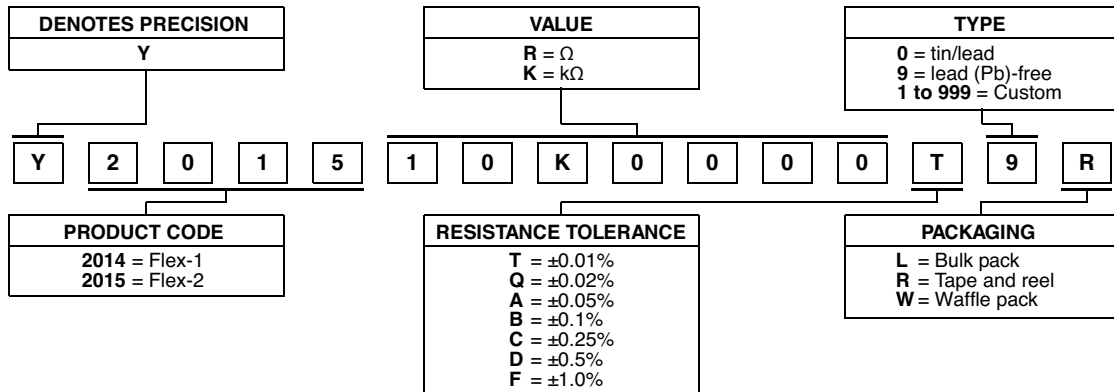 DENOTES PRECISION
Y
VALUE
R = Ω
K = kΩ
TYPE
0 = tin/lead
9 = lead (Pb)-free
1 to 999 = Custom
Y 2 0 1 5 1 0 K 0 0 0 0 T 9 R
PRODUCT CODE
2014 = Flex-1
2015 = Flex-2
RESISTANCE TOLERANCE
T = ±0.01%
Q = ±0.02%
A = ±0.05%
B = ±0.1%
C = ±0.25%
D = ±0.5%
F = ±1.0%
PACKAGING
L = Bulk pack
R = Tape and reel
W = Waffle pack